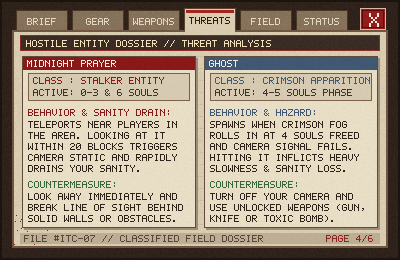 BRIEF GEAR WEAPONS THREATS FIELD STATUS X
HOSTILE ENTITY DOSSIER // THREAT ANALYSIS
MIDNIGHT PRAYER
CLASS : STALKER ENTITY
ACTIVE: 0-3 & 6 SOULS
BEHAVIOR & SANITY DRAIN:
TELEPORTS NEAR PLAYERS IN
THE AREA. LOOKING AT IT
WITHIN 20 BLOCKS TRIGGERS
CAMERA STATIC AND RAPIDLY
DRAINS YOUR SANITY.
COUNTERMEASURE:
LOOK AWAY IMMEDIATELY AND
BREAK LINE OF SIGHT BEHIND
SOLID WALLS OR OBSTACLES.
GHOST
CLASS : CRIMSON APPARITION
ACTIVE: 4-5 SOULS PHASE
BEHAVIOR & HAZARD:
SPAWNS WHEN CRIMSON FOG
ROLLS IN AT 4 SOULS FREED
AND CAMERA SIGNAL FAILS.
HITTING IT INFLICTS HEAVY
SLOWNESS & SANITY LOSS.
COUNTERMEASURE:
TURN OFF YOUR CAMERA AND
USE UNLOCKED WEAPONS (GUN,
KNIFE OR TOXIC BOMB).
FILE #ITC-07 // CLASSIFIED FIELD DOSSIER PAGE 4/6